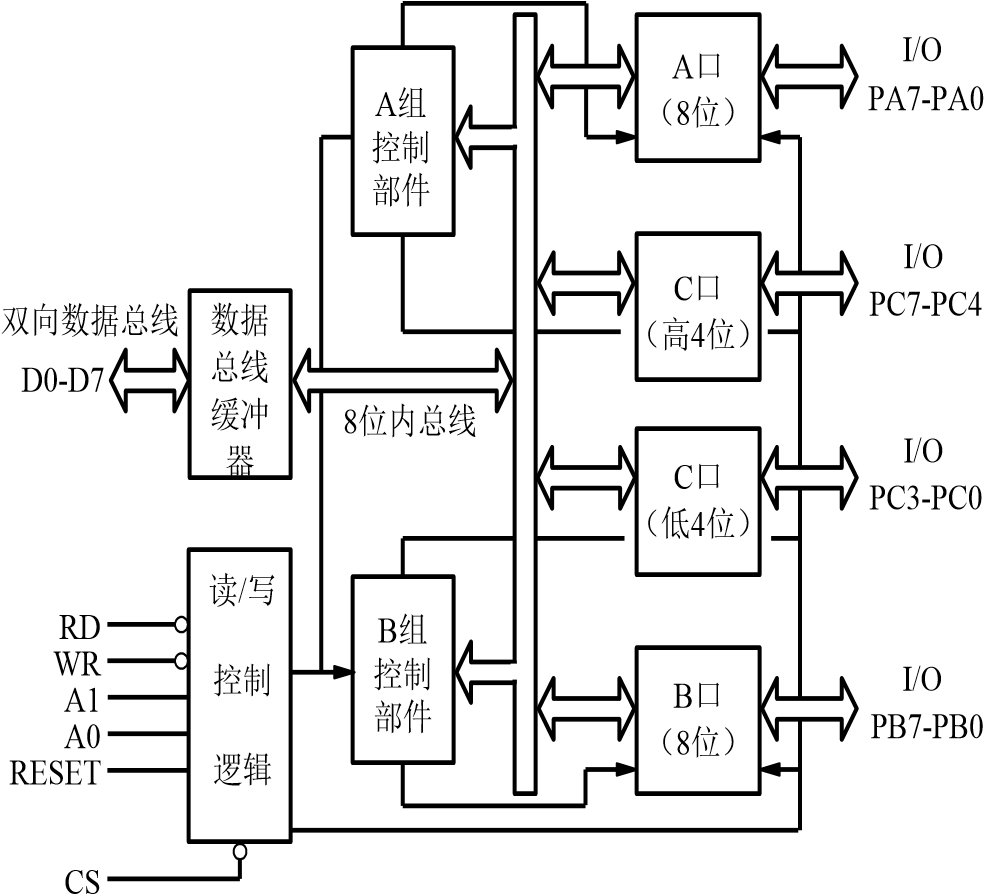 A组
控制
部件
A口
(8位)
I/O
PA7-PA0
C口
(高4位)
I/O
PC7-PC4
双向数据总线
D0-D7
数据
总线
缓冲
器
8位内总线
C口
(低4位)
I/O
PC3-PC0
RD
WR
A1
A0
RESET
CS
读/写
控制
逻辑
B组
控制
部件
B口
(8位)
I/O
PB7-PB0